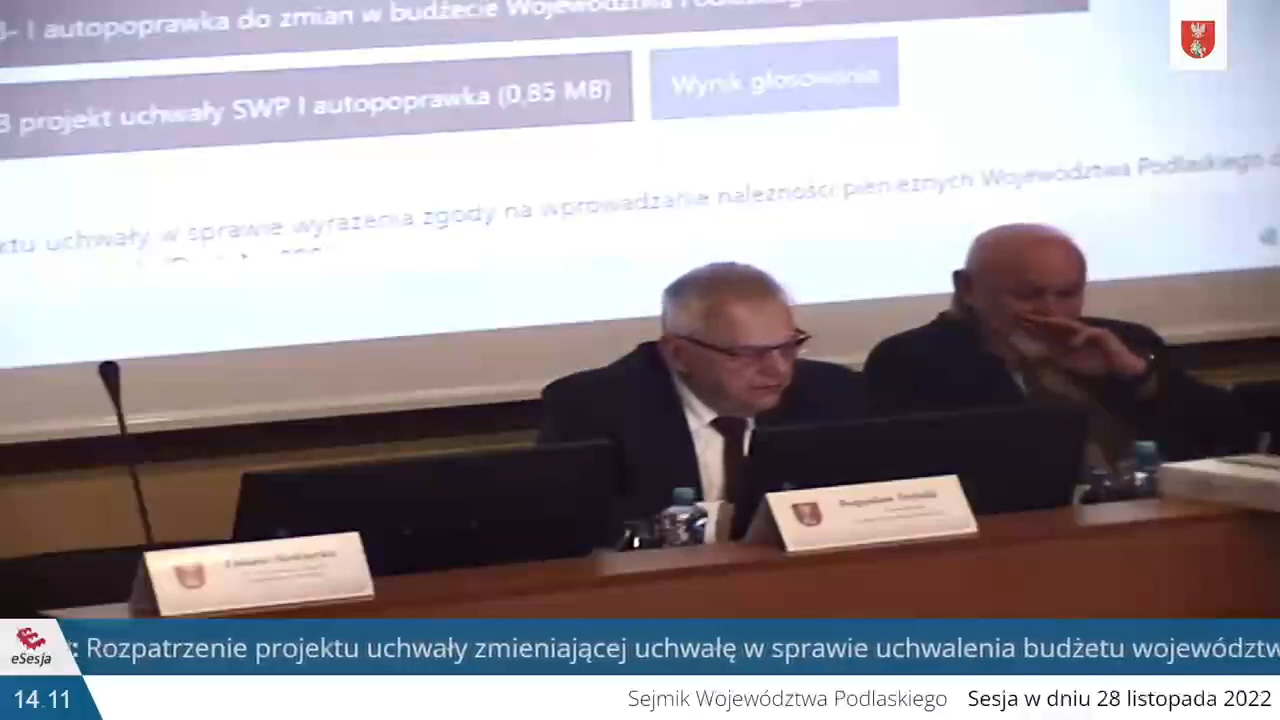 I autopoprawka do zmian w budżecie Województwa Podlaskiego
3 projekt uchwały SWP I autopoprawka (0,85 MB)
Wynik głosowania
ktu uchwały w sprawie wyrażenia zgody na wprowadzanie należności pieniężnych Województwa Podlaskiego
eSesja
: Rozpatrzenie projektu uchwały zmieniającej uchwałę w sprawie uchwalenia budżetu województw
14 11
Sejmik Województwa Podlaskiego
Sesja w dniu 28 listopada 2022